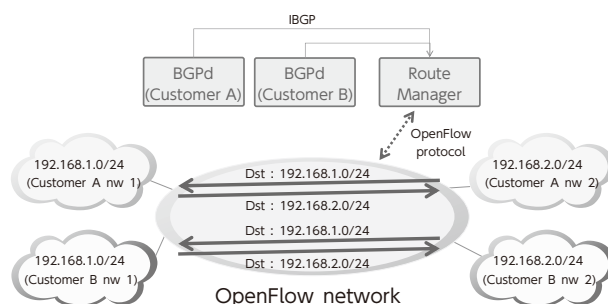 IBGP
BGPd
(Customer A)
BGPd
(Customer B)
Route
Manager
OpenFlow
protocol
192.168.1.0/24
(Customer A nw 1)
192.168.2.0/24
(Customer A nw 2)
Dst : 192.168.1.0/24
Dst : 192.168.2.0/24
Dst : 192.168.1.0/24
Dst : 192.168.2.0/24
192.168.1.0/24
(Customer B nw 1)
192.168.2.0/24
(Customer B nw 2)
OpenFlow network